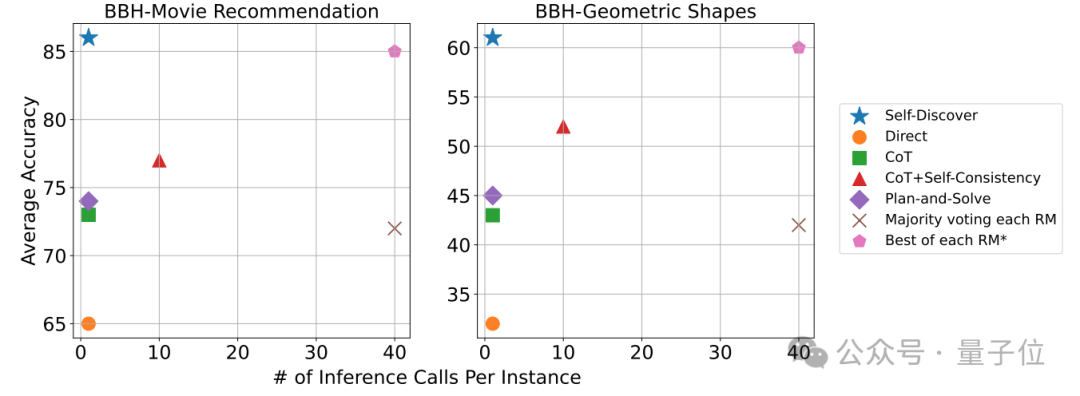 BBH-Movie Recommendation
BBH-Geometric Shapes
Average Accuracy
85
80
75
70
65
0 10 20 30 40
60
55
50
45
40
35
0 10 20 30 40
# of Inference Calls Per Instance
Self-Discover
Direct
CoT
CoT+Self-Consistency
Plan-and-Solve
Majority voting each RM
Best of each RM*
公众号 · 量子位